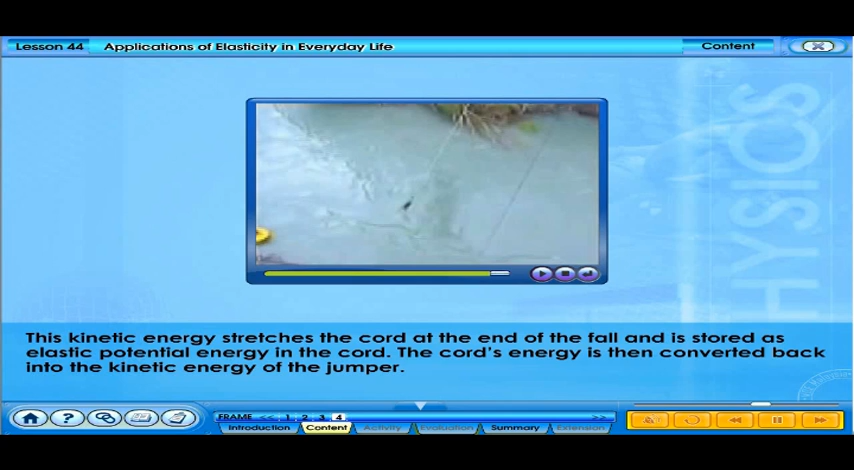 Lesson 44
Applications of Elasticity in Everyday Life
Content
PHYSICS
This kinetic energy stretches the cord at the end of the fall and is stored as
elastic potential energy in the cord. The cord's energy is then converted back
into the kinetic energy of the jumper.
FRAME << 1 2 3 4 >>
Introduction Content Activity Evaluation Summary Extension